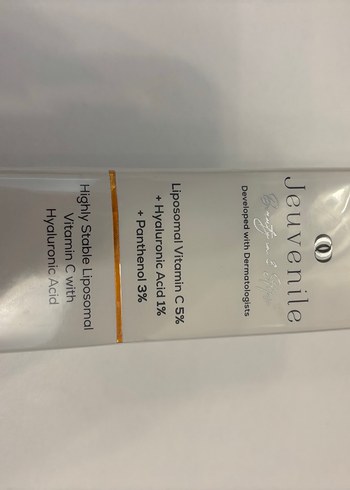 Jeuvenile
Developed with Dermatologists
Liposomal Vitamin C 5%
+ Hyaluronic Acid 1%
+ Panthenol 3%
Highly Stable Liposomal
Vitamin C with
Hyaluronic Acid